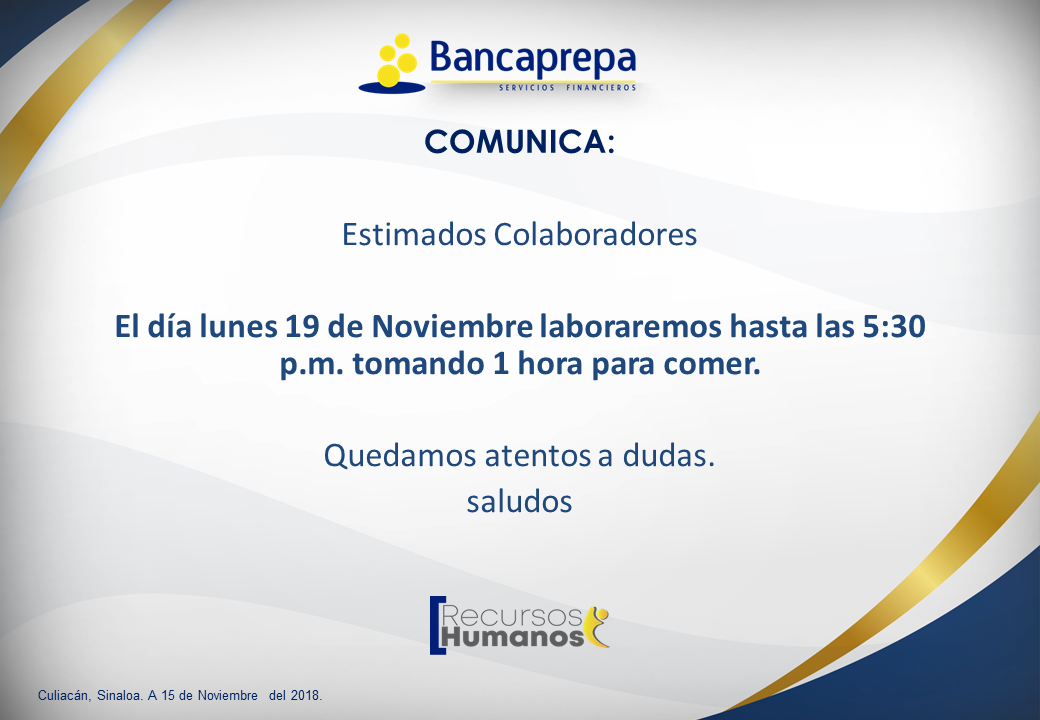 Bancaprepa
SERVICIOS FINANCIEROS
COMUNICA:
Estimados Colaboradores
El día lunes 19 de Noviembre laboraremos hasta las 5:30
p.m. tomando 1 hora para comer.
Quedamos atentos a dudas.
saludos
Recursos
Humanos
Culiacán, Sinaloa. A 15 de Noviembre del 2018.